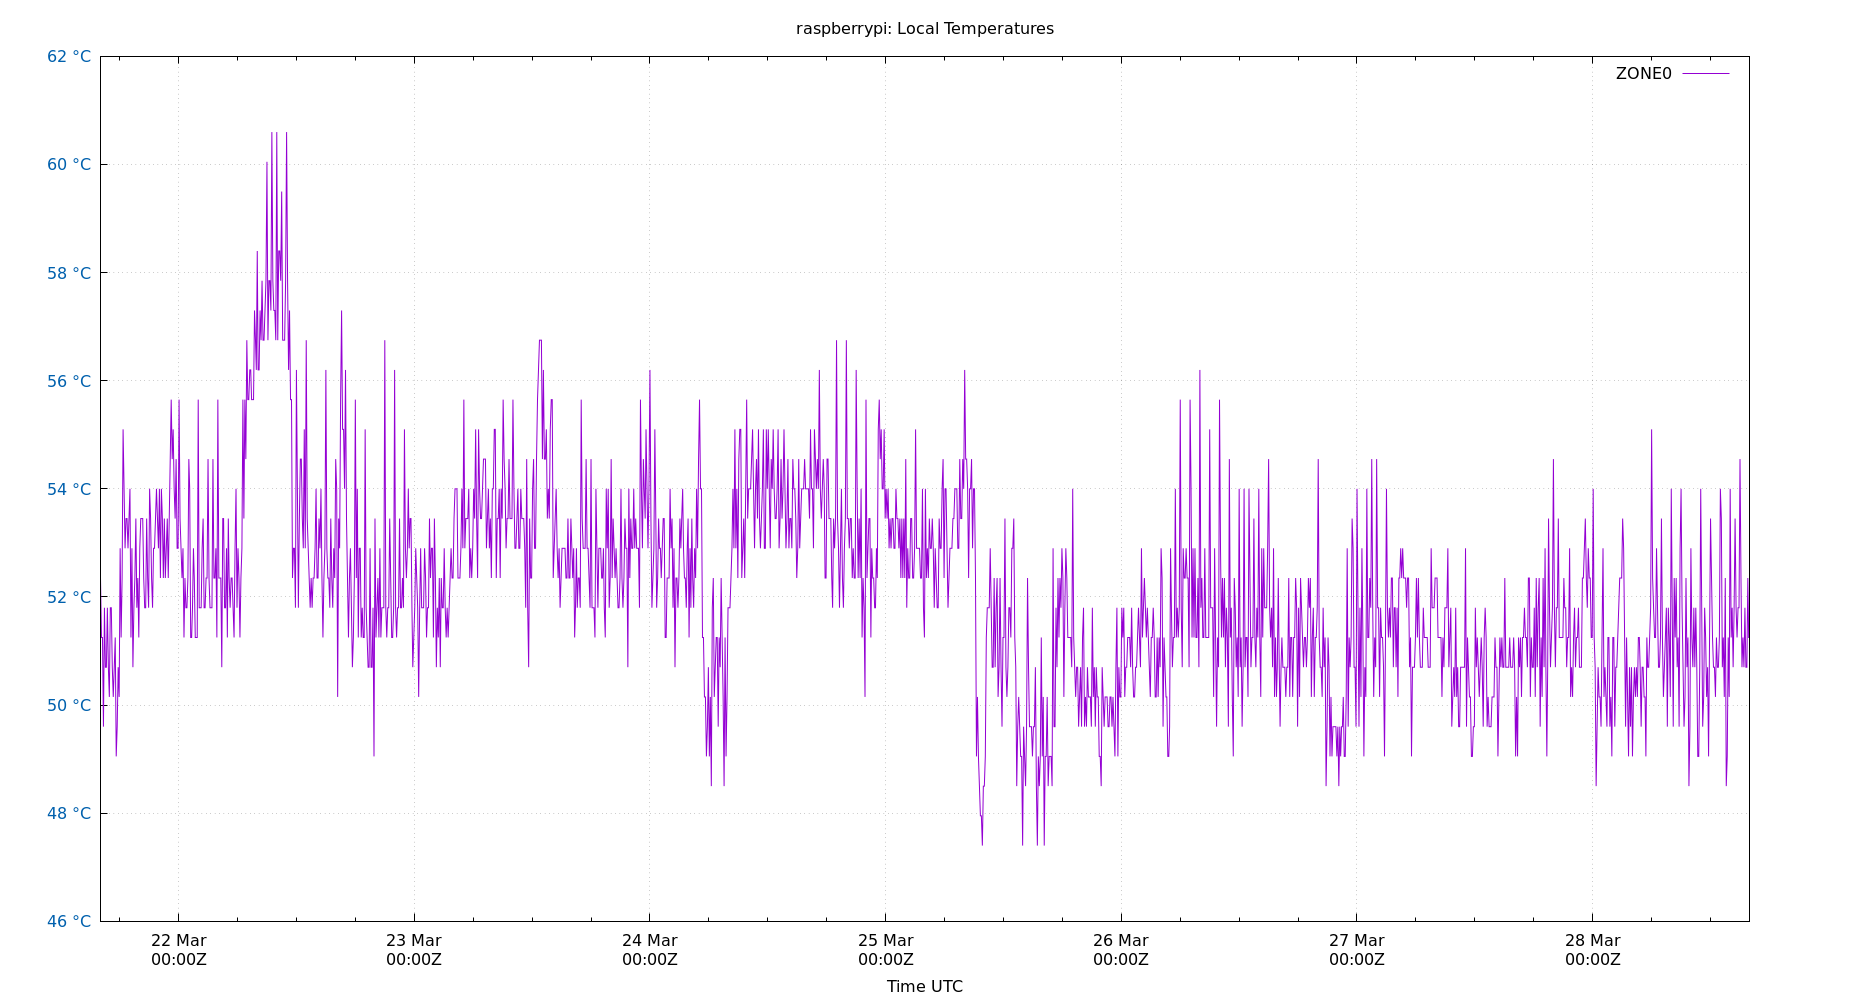 raspberrypi: Local Temperatures
62 °C
ZONE0
60 °C
58 °C
56 °C
54 °C
52 °C
50 °C
48 °C
46 °C
22 Mar 23 Mar 24 Mar 25 Mar 26 Mar 27 Mar 28 Mar
00:00Z 00:00Z 00:00Z 00:00Z 00:00Z 00:00Z 00:00Z
Time UTC